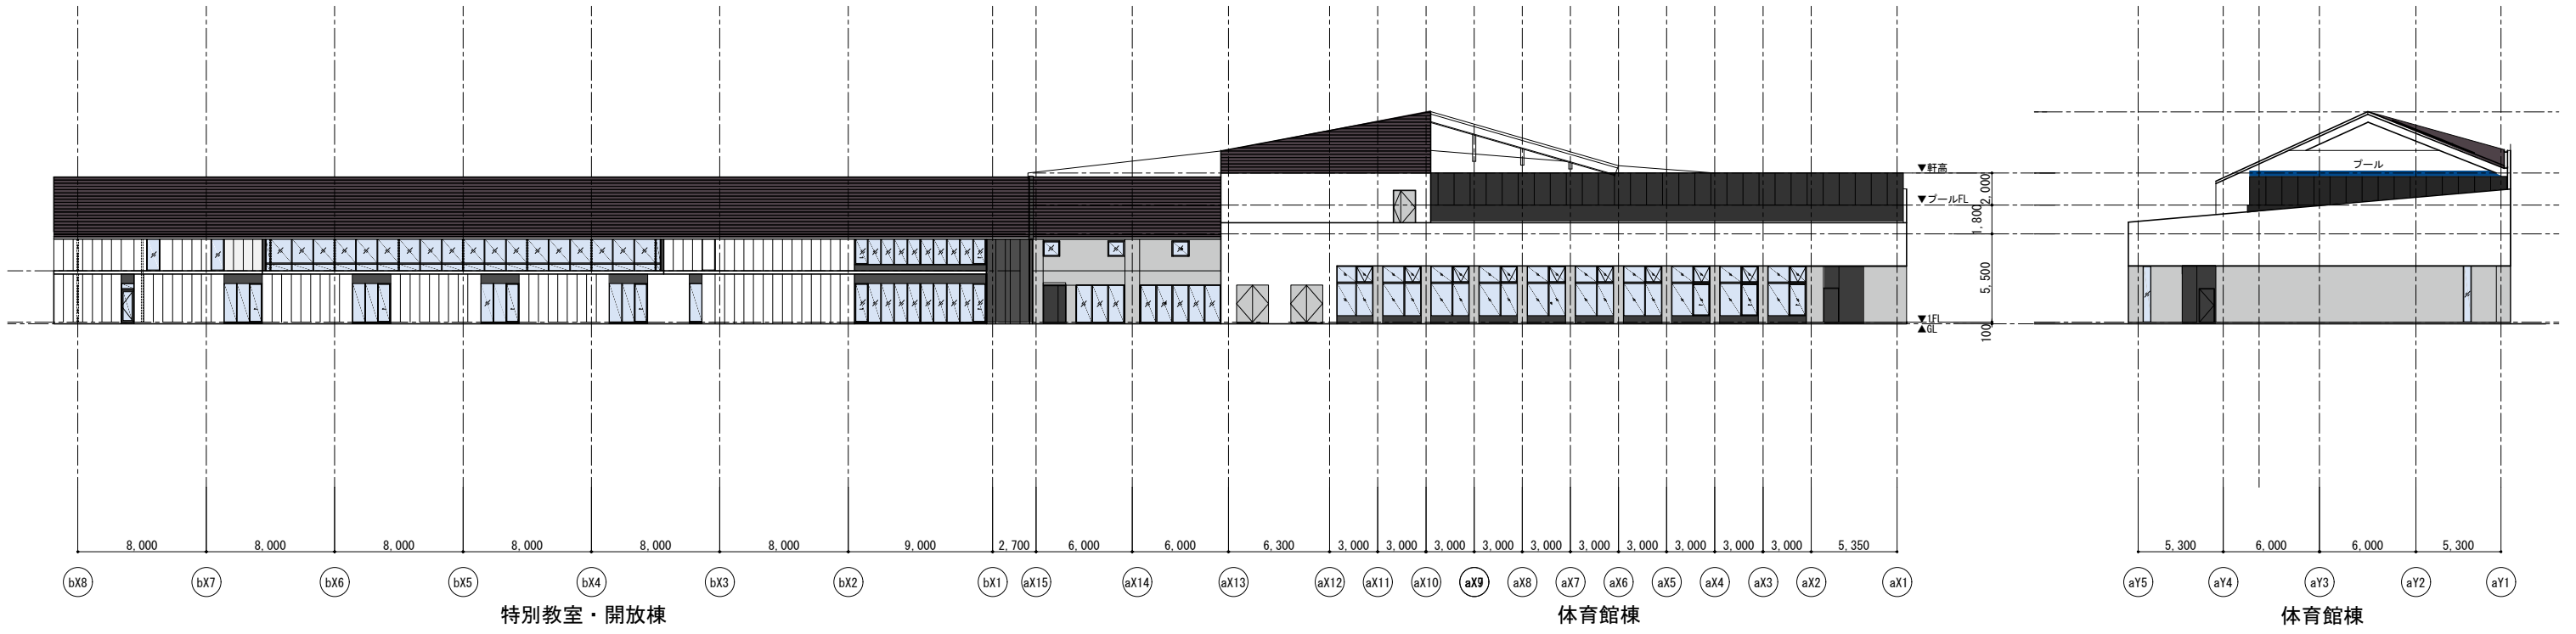 ▼軒高
2,000
プール
▼プールFL
1,800
5,500
▼1FL
▲GL
100
8,000 8,000 8,000 8,000 8,000 8,000 9,000 2,700 6,000 6,000 6,300 3,000 3,000 3,000 3,000 3,000 3,000 3,000 3,000 3,000 3,000 5,350 5,300 6,000 6,000 5,300
bX8 bX7 bX6 bX5 bX4 bX3 bX2 bX1 aX15 aX14 aX13 aX12 aX11 aX10 aX9 aX8 aX7 aX6 aX5 aX4 aX3 aX2 aX1 aY5 aY4 aY3 aY2 aY1
特別教室・開放棟 体育館棟 体育館棟